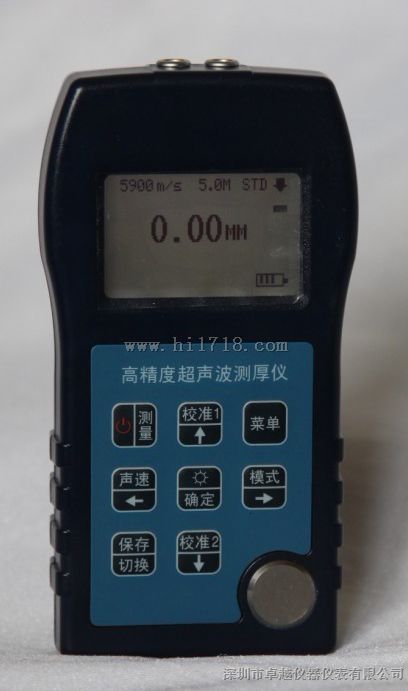 5900m/s 5.0M STD
0.00MM
www.hi1718.com
高精度超声波测厚仪
测量 校准1 菜单
声速 确定 模式
保存切换 校准2
深圳市卓越仪器仪表有限公司